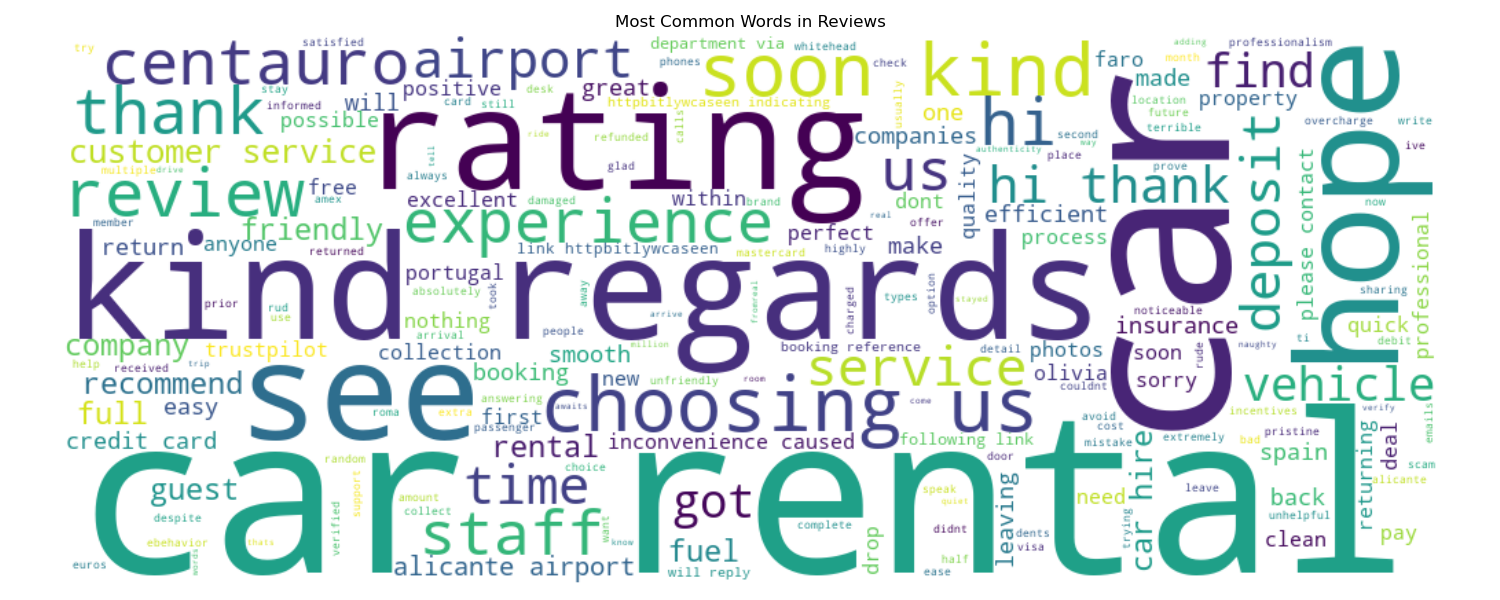 Most Common Words in Reviews
try
satisfied
centauro
airport
department via
whitehead
phones
soon
kind
check
adding
professionalism
month
faro
find
thank
stay
informed
positive
will
card
still
desk
great
httpbitlywcaseen indicating
usually
one
made
location
future
property
terrible
hope
possible
customer service
multiple
drive
rating
ride
refunded
calls
companies
hi
second
way
overcharge
write
ive
authenticity
place
review
free
amex
always
tell
glad
us
quality
hi thank
prove
car
deposit
please contact
now
member
friendly
excellent
damaged
within
brand
dont
real
offer
efficient
return
anyone
returned
experience
link httpbitlywcaseen
perfect
highly
make
process
professional
prior
portugal
mastercard
kind regards
rud
use
absolutely
took
away
fromreal
charged
types
option
stayed
sharing
nothing
arrival
people
arrive
noticeable
insurance
quick
debit
company
trustpilot
collection
smooth
million
booking reference
detail
photos
soon
rude
naughty
ti
help
received
trip
see
booking
new
unfriendly
room
service
olivia
sorry
couldnt
vehicle
recommend
full
easy
roma
extra
answering
first
passenger
awaits
choosing us
come
avoid
cost
mistake
incentives
verify
emails
credit card
rental
inconvenience caused
following link
extremely
bad
pristine
deal
scam
car rental
random
support
choice
door
car hire
spain
returning
alicante
guest
time
got
speak
quiet
leaving
need
leave
back
unhelpful
despite
verified
amount
collect
staff
want
know
complete
drop
didnt
dents
visa
trying
clean
pay
ebehavior
thats
words
euros
alicante airport
fuel
will reply
half
ease